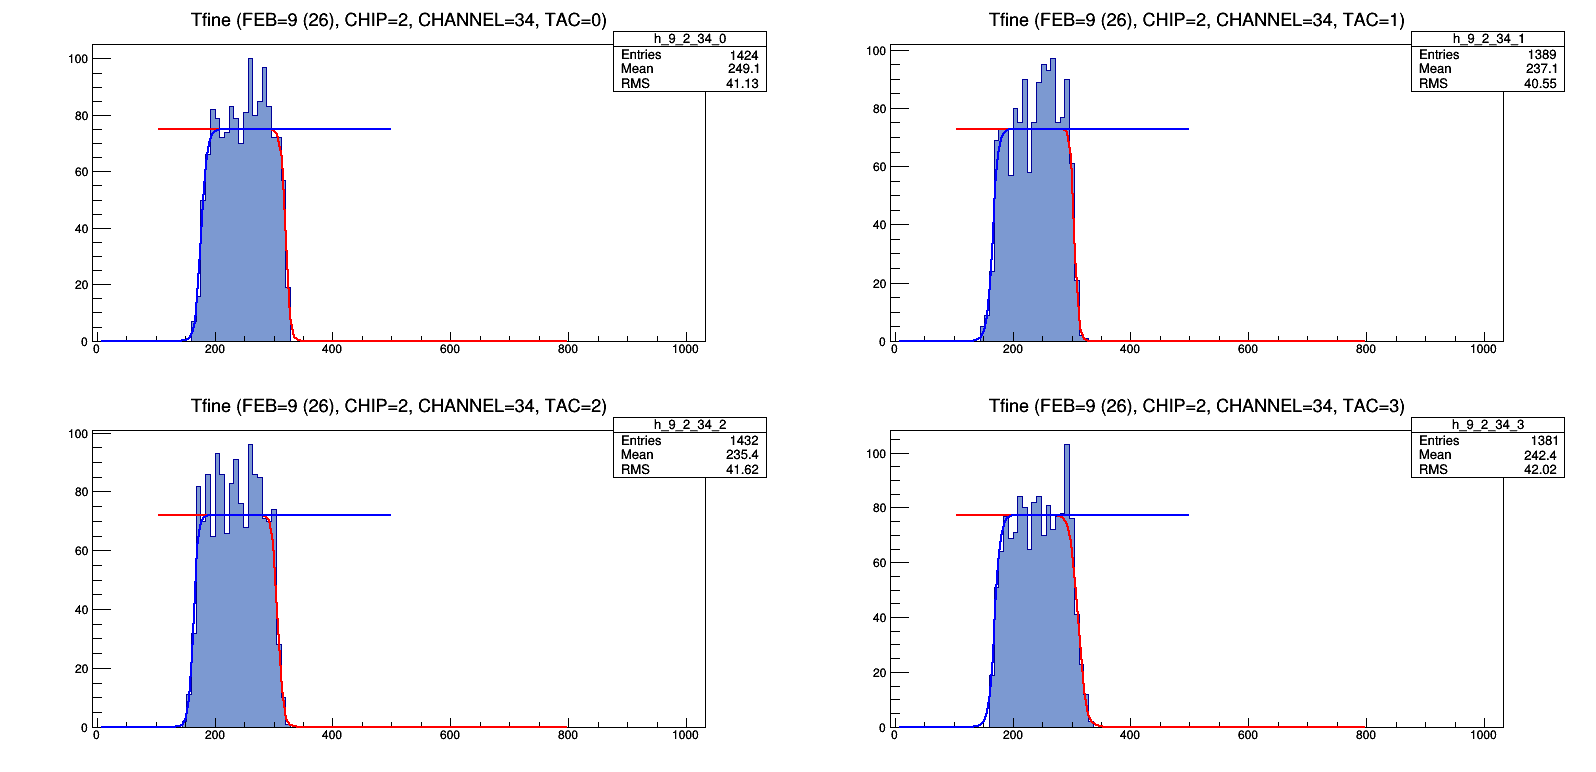 Tfine (FEB=9 (26), CHIP=2, CHANNEL=34, TAC=0)
h_9_2_34_0
Entries 1424
Mean 249.1
RMS 41.13
100
80
60
40
20
0
0 200 400 600 800 1000
Tfine (FEB=9 (26), CHIP=2, CHANNEL=34, TAC=1)
h_9_2_34_1
Entries 1389
Mean 237.1
RMS 40.55
100
80
60
40
20
0
0 200 400 600 800 1000
Tfine (FEB=9 (26), CHIP=2, CHANNEL=34, TAC=2)
h_9_2_34_2
Entries 1432
Mean 235.4
RMS 41.62
100
80
60
40
20
0
0 200 400 600 800 1000
Tfine (FEB=9 (26), CHIP=2, CHANNEL=34, TAC=3)
h_9_2_34_3
Entries 1381
Mean 242.4
RMS 42.02
100
80
60
40
20
0
0 200 400 600 800 1000